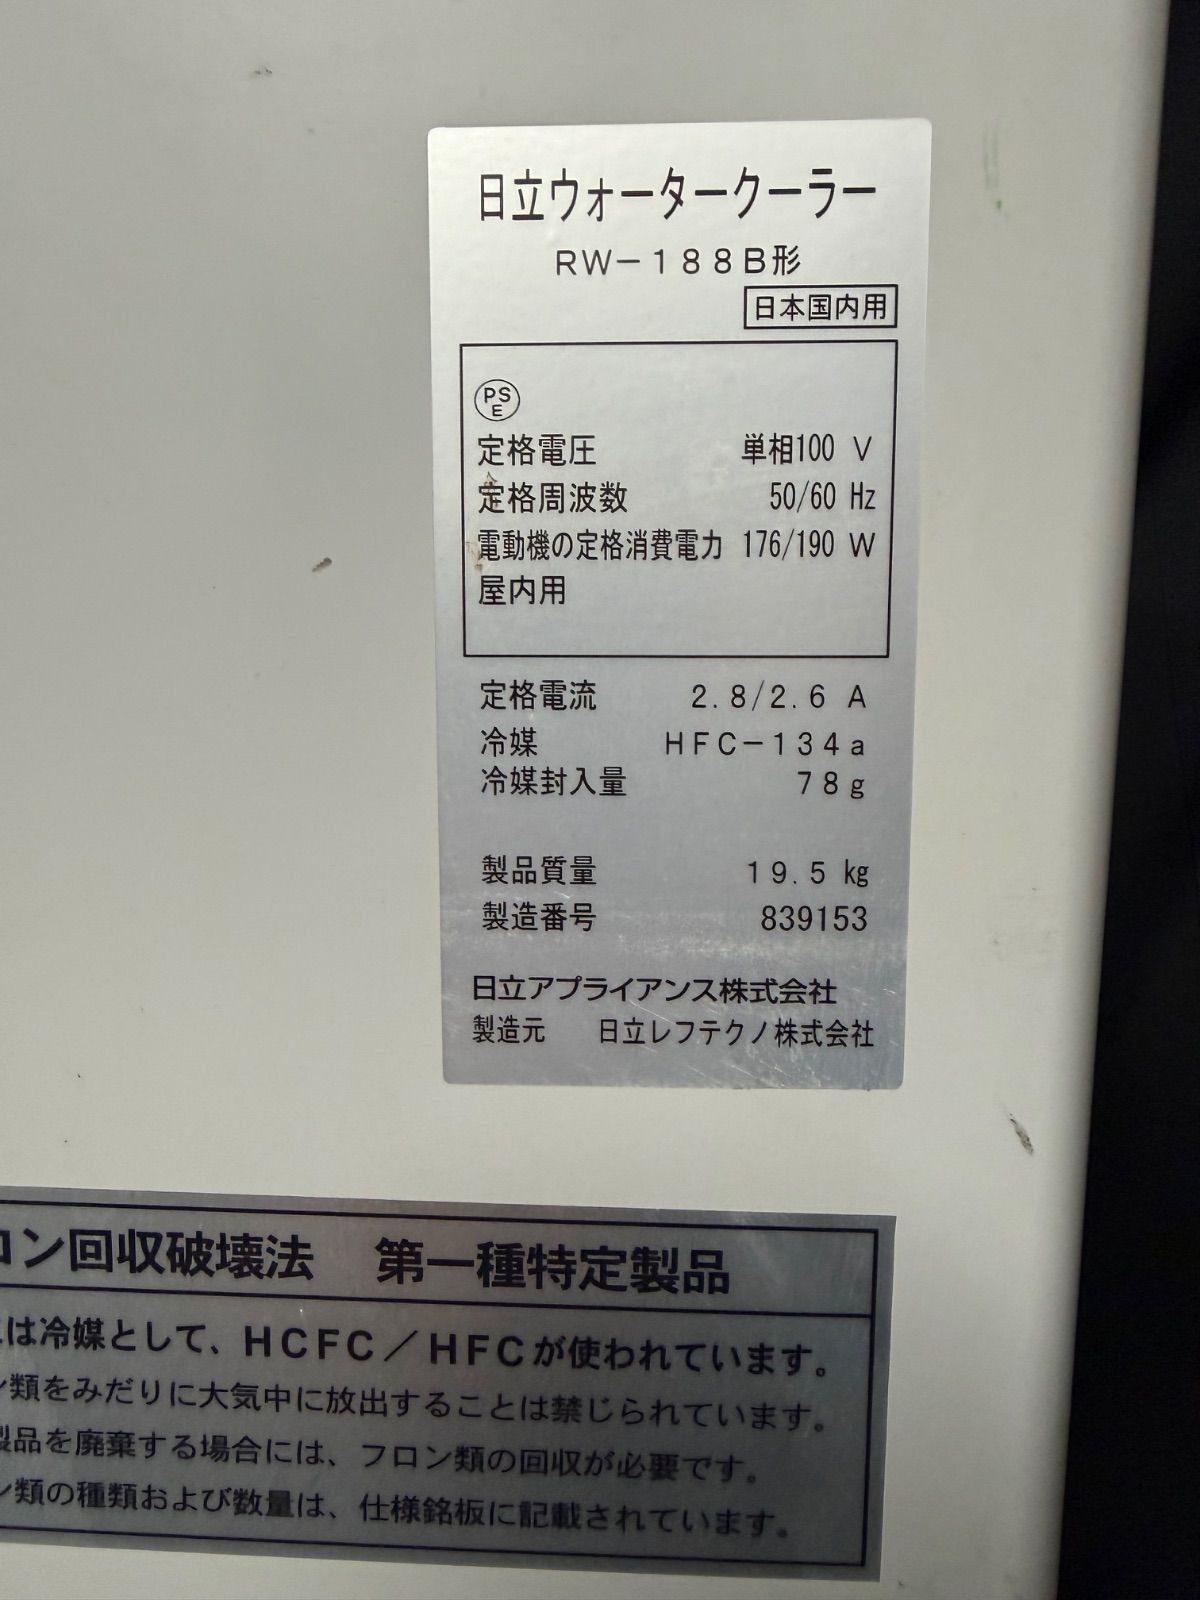 日立ウォータークーラー
RW-188B形
日本国内用
PS
E
定格電圧 単相100 V
定格周波数 50/60 Hz
電動機の定格消費電力 176/190 W
屋内用
定格電流 2.8/2.6 A
冷媒 HFC-134a
冷媒封入量 78g
製品質量 19.5 kg
製造番号 839153
日立アプライアンス株式会社
製造元 日立レフテクノ株式会社
ロン回収破壊法 第一種特定製品
は冷媒として、HCFC／HFCが使われています。
ン類をみだりに大気中に放出することは禁じられています。
製品を廃棄する場合には、フロン類の回収が必要です。
ン類の種類および数量は、仕様銘板に記載されています。